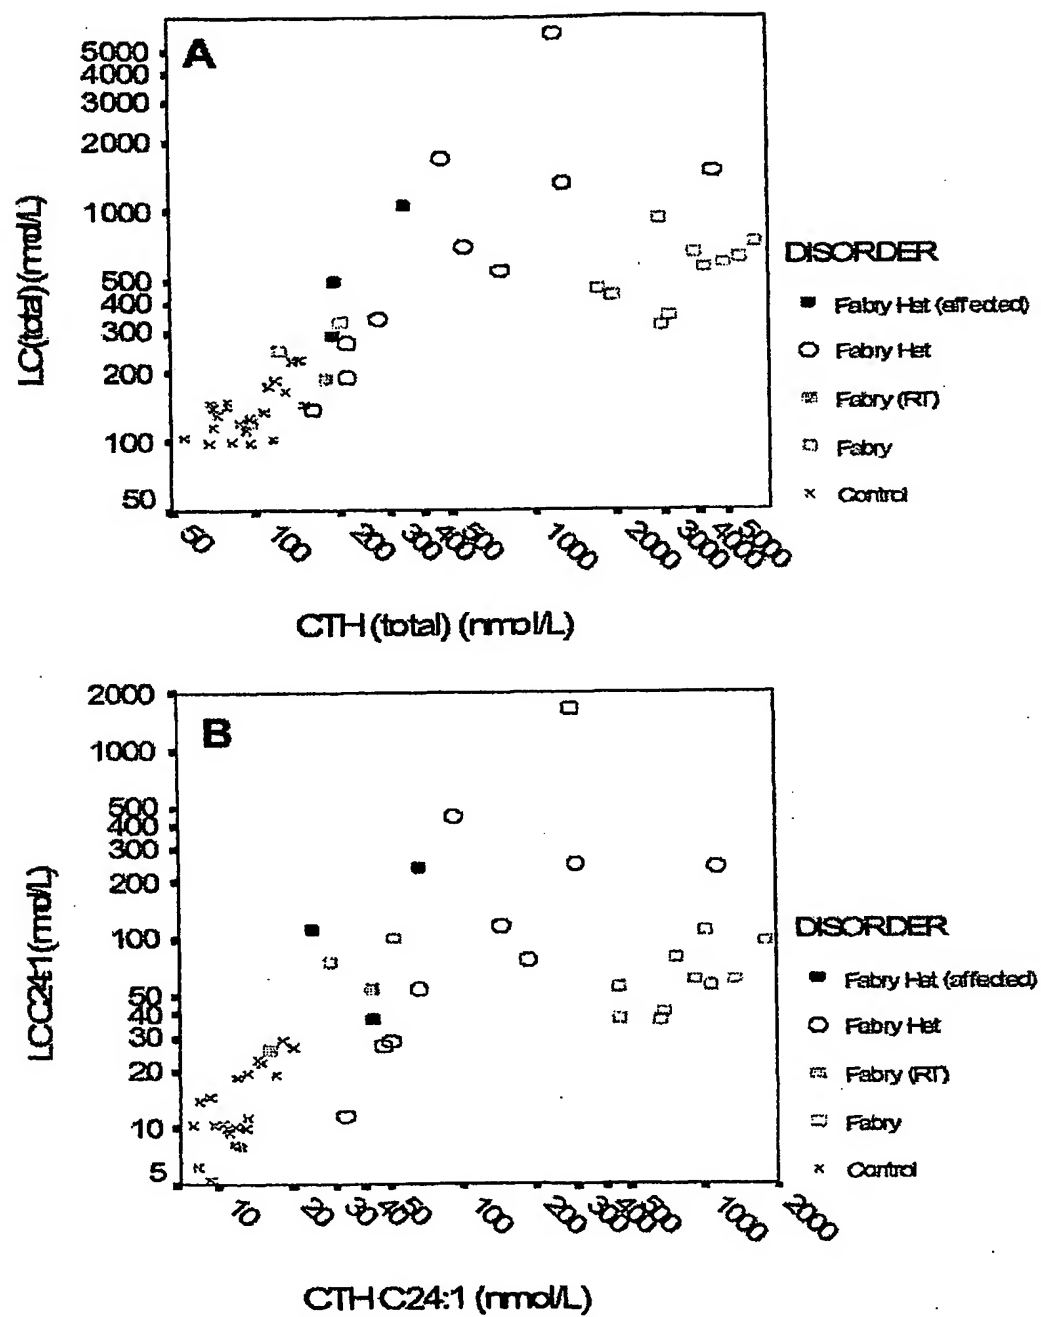 A
5000
4000
3000
2000
1000
500
400
300
200
100
50
LC(total) (nmol/L)
50
100
200
300
400
500
1000
2000
3000
4000
5000
CTH (total) (nmol/L)
DISORDER
Fabry Het (affected)
Fabry Het
Fabry (RT)
Fabry
Control
B
2000
1000
500
400
300
200
100
50
40
30
20
10
5
LCC24:1 (nmol/L)
10
20
30
40
50
100
200
300
400
500
1000
2000
CTH C24:1 (nmol/L)
DISORDER
Fabry Het (affected)
Fabry Het
Fabry (RT)
Fabry
Control